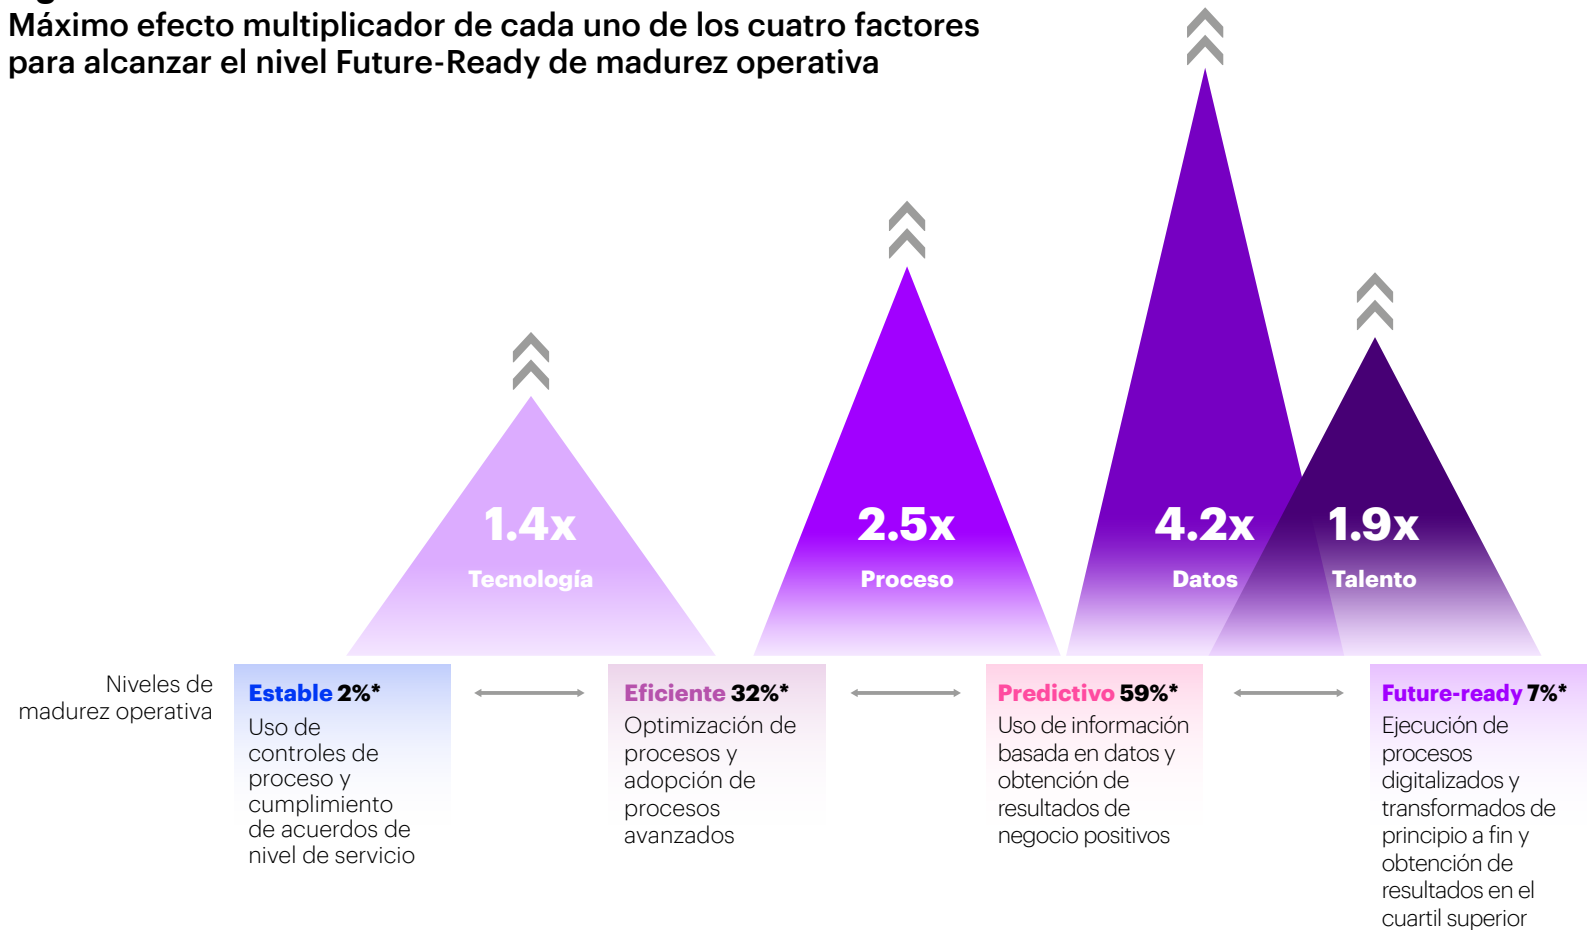 Máximo efecto multiplicador de cada uno de los cuatro factores
para alcanzar el nivel Future-Ready de madurez operativa
1.4x
Tecnología
2.5x
Proceso
4.2x
Datos
1.9x
Talento
Niveles de
madurez operativa
Estable 2%*
Uso de
controles de
proceso y
cumplimiento
de acuerdos de
nivel de servicio
Eficiente 32%*
Optimización de
procesos y
adopción de
procesos
avanzados
Predictivo 59%*
Uso de información
basada en datos y
obtención de
resultados de
negocio positivos
Future-ready 7%*
Ejecución de
procesos
digitalizados y
transformados de
principio a fin y
obtención de
resultados en el
cuartil superior